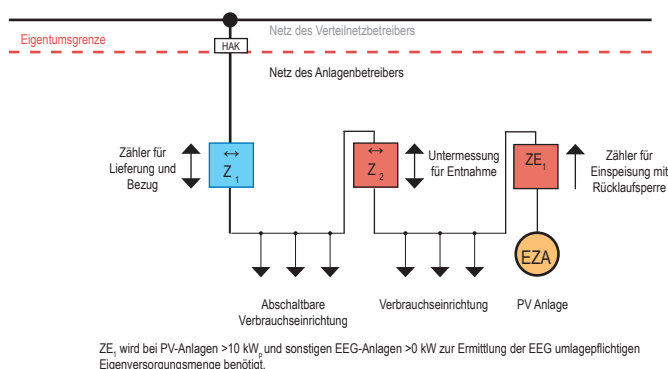 Netz des Verteilnetzbetreibers
Eigentumsgrenze
HAK
Netz des Anlagenbetreibers
Zähler für
Lieferung und
Bezug
↔
Z 1
↔
Z 2
Untermessung
für Entnahme
ZE1
Zähler für
Einspeisung mit
Rücklaufsperre
EZA
Abschaltbare
Verbrauchseinrichtung
Verbrauchseinrichtung
PV Anlage
ZE1 wird bei PV-Anlagen >10 kWp und sonstigen EEG-Anlagen >0 kW zur Ermittlung der EEG umlagepflichtigen
Eigenversorgungsmenge benötigt.